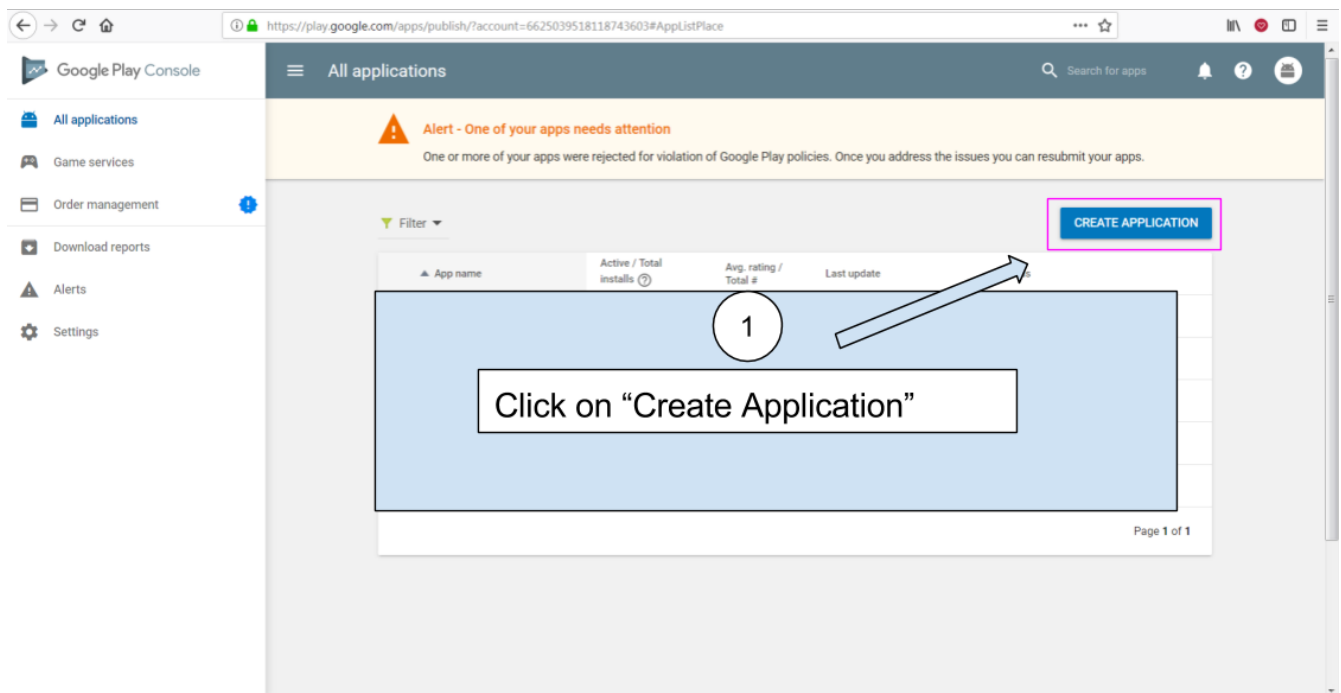 https://play.google.com/apps/publish/?account=6625039518118743603#AppListPlace
Google Play Console
All applications
Search for apps
All applications
Game services
Order management
Download reports
Alerts
Settings
Alert - One of your apps needs attention
One or more of your apps were rejected for violation of Google Play policies. Once you address the issues you can resubmit your apps.
Filter
CREATE APPLICATION
App name
Active / Total
installs
Avg. rating /
Total #
Last update
1
Click on “Create Application”
Page 1 of 1